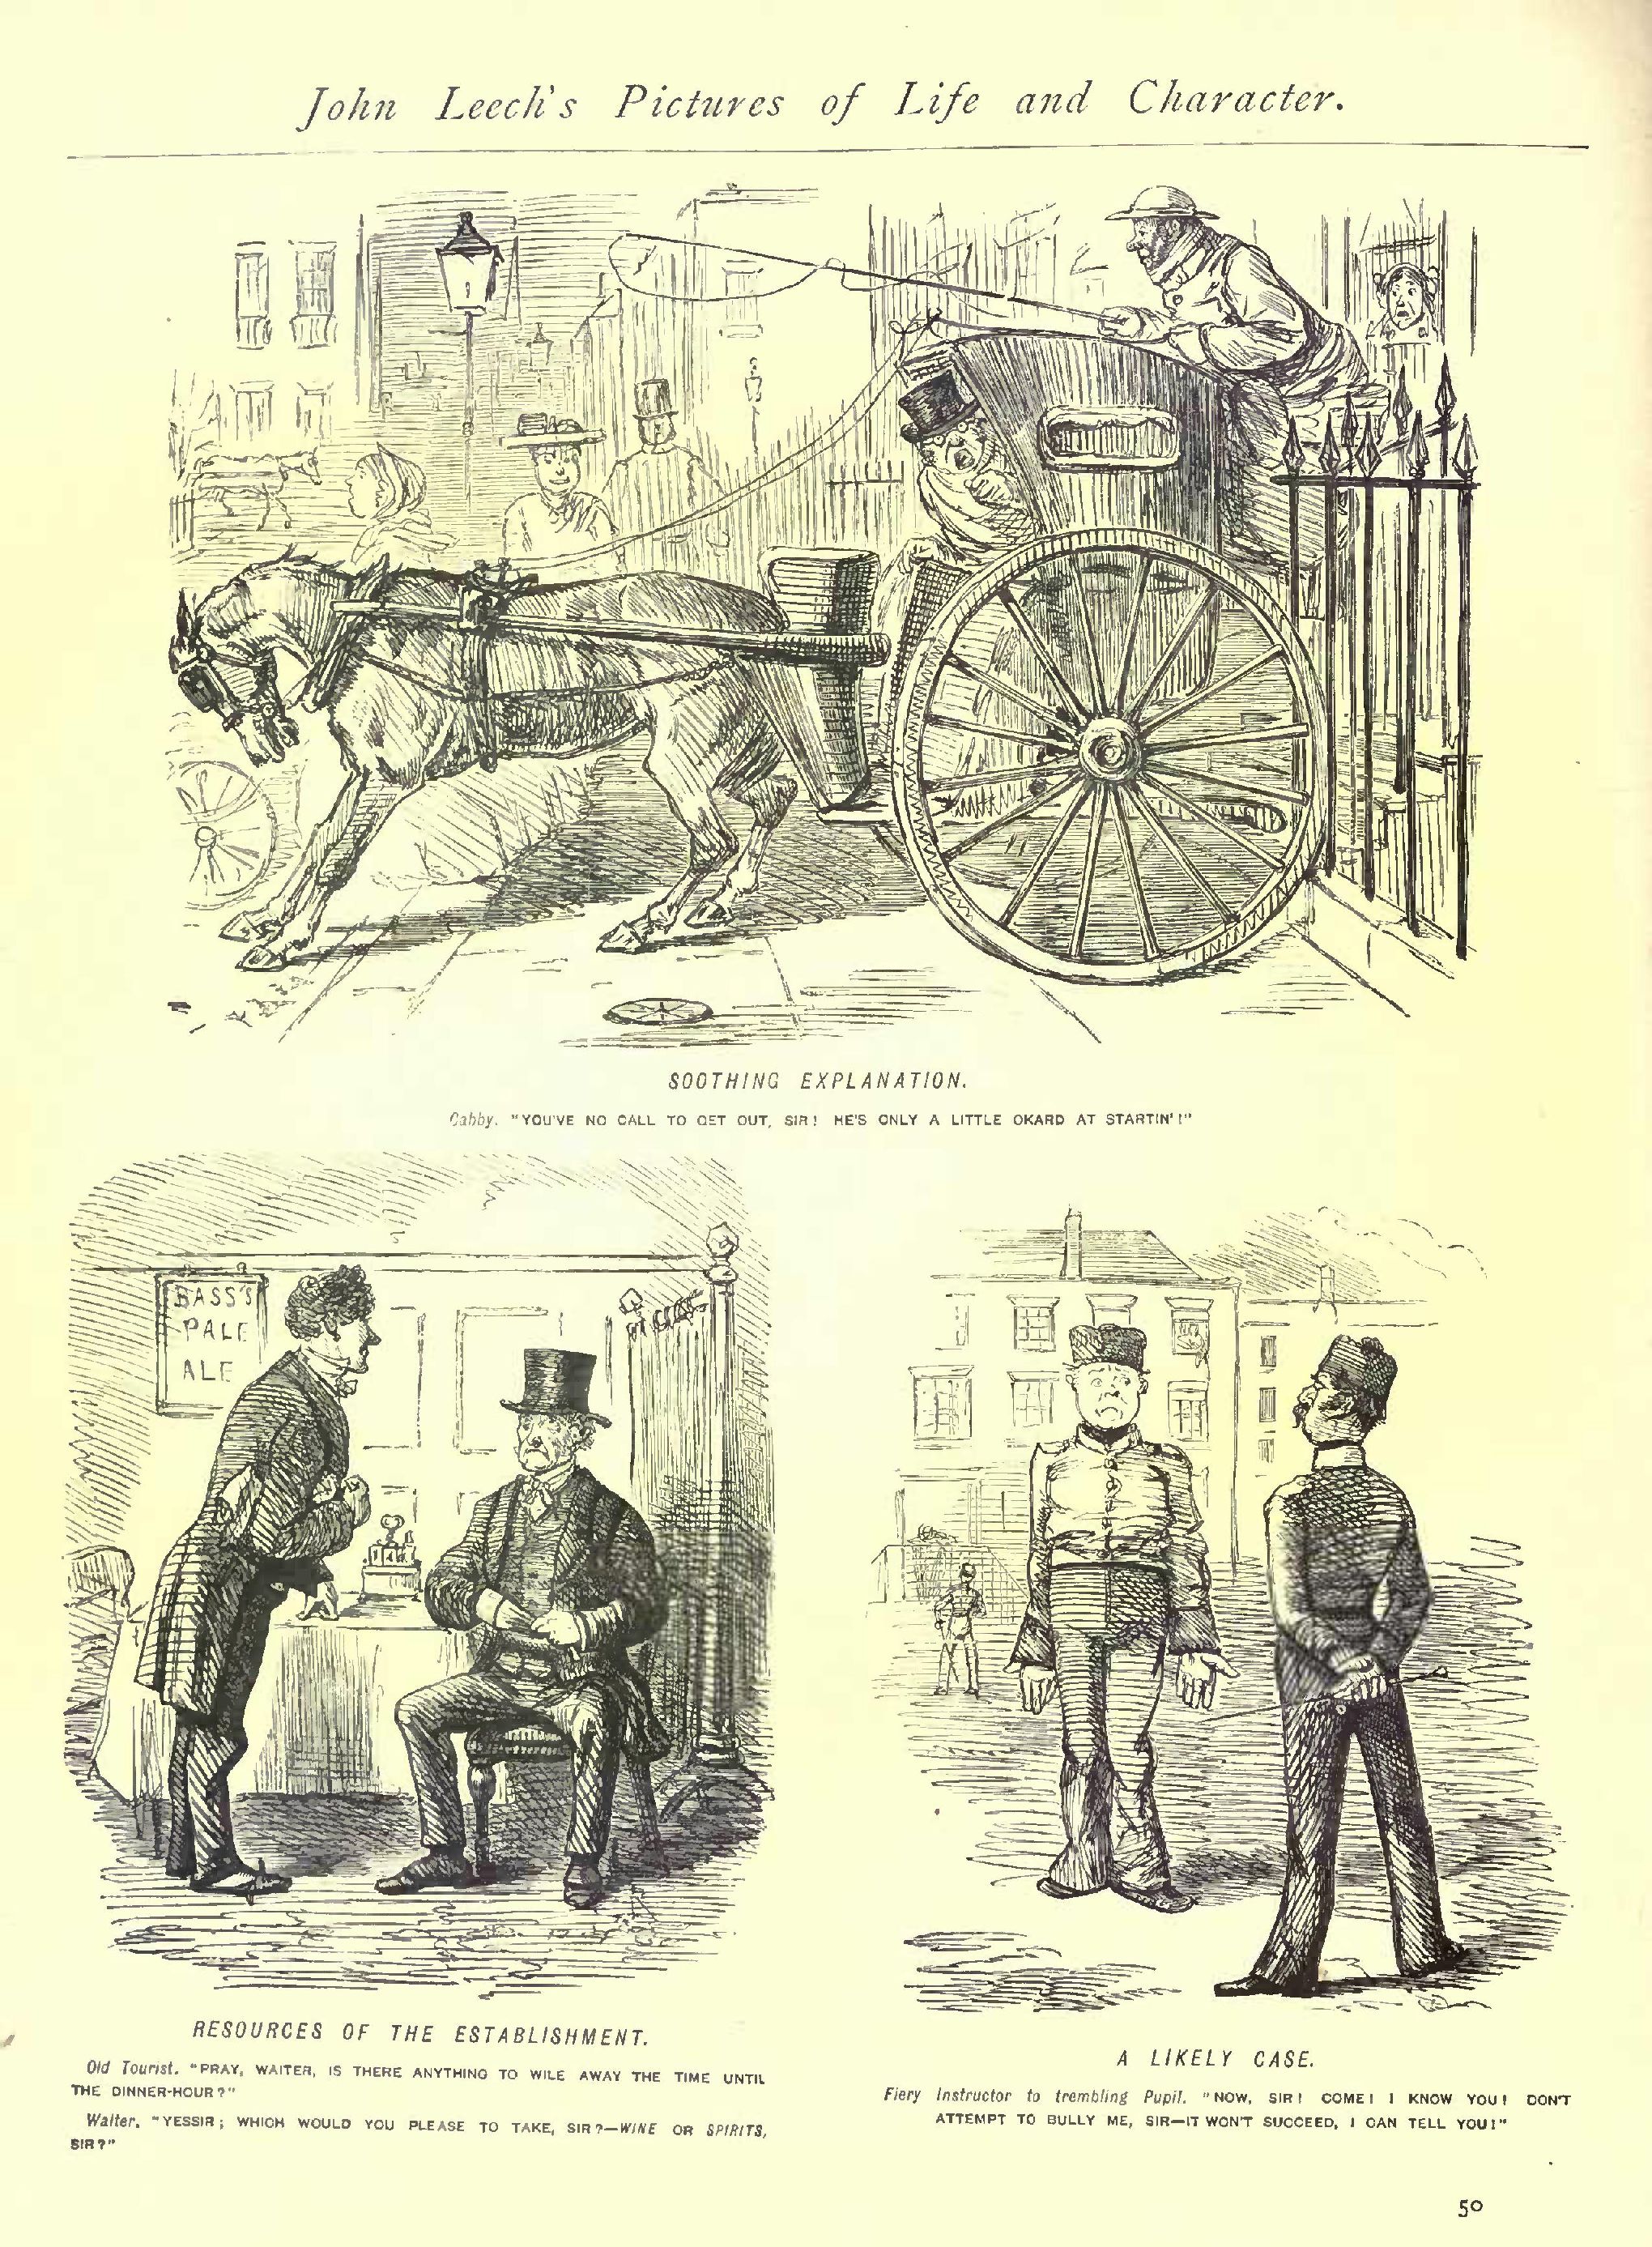 John Leech's Pictures of Life and Character.
SOOTHING EXPLANATION.
Cabby. "YOU'VE NO CALL TO GET OUT, SIR! HE'S ONLY A LITTLE OKARD AT STARTIN'!"
BASS'S
PALE
ALE
RESOURCES OF THE ESTABLISHMENT.
Old Tourist. "PRAY, WAITER, IS THERE ANYTHING TO WILE AWAY THE TIME UNTIL
THE DINNER-HOUR?"
Waiter. "YESSIR; WHICH WOULD YOU PLEASE TO TAKE, SIR?—WINE OR SPIRITS,
SIR?"
A LIKELY CASE.
Fiery Instructor to trembling Pupil. "NOW, SIR! COME! I KNOW YOU! DON'T
ATTEMPT TO BULLY ME, SIR—IT WON'T SUCCEED, I CAN TELL YOU!"
50